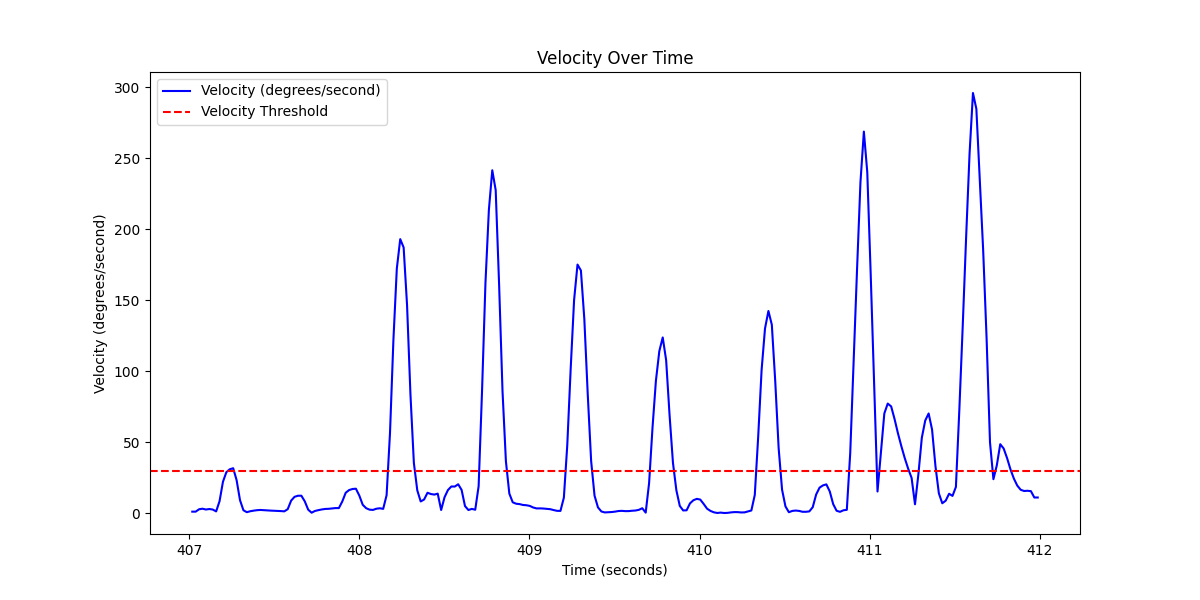 Velocity Over Time
Velocity (degrees/second)
Velocity Threshold
300
250
200
150
100
50
0
Velocity (degrees/second)
407
408
409
410
411
412
Time (seconds)